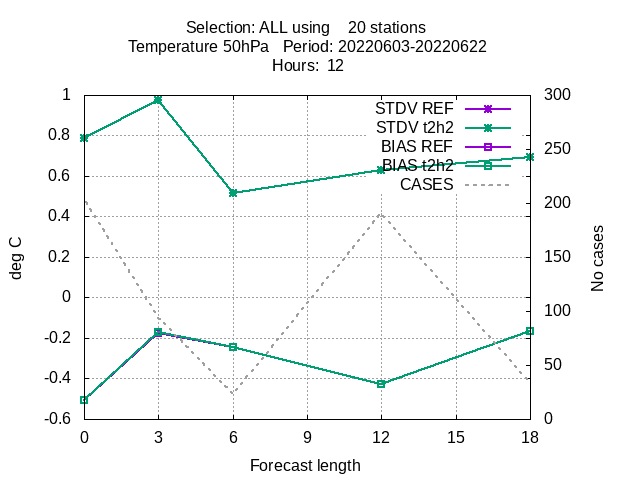 Selection: ALL using    20 stations
Temperature 50hPa   Period: 20220603-20220622
Hours:  12
1
0.8
0.6
0.4
0.2
0
-0.2
-0.4
-0.6
300
250
200
150
100
50
0
STDV REF
STDV t2h2
BIAS REF
BIAS t2h2
CASES
deg C
No cases
0 3 6 9 12 15 18
Forecast length